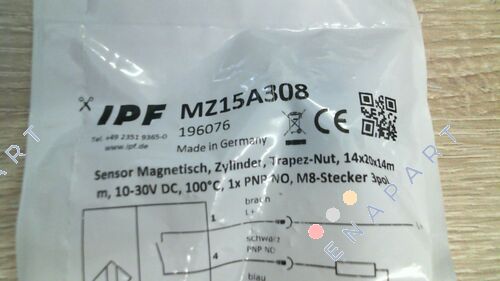 IPF MZ15A308
Tel. +49 2351 9365-0 196076
www.ipf.de Made in Germany
CE
Sensor Magnetisch, Zylinder, Trapez-Nut, 14x20x14m
m, 10-30V DC, 100°C, 1x PNP NO, M8-Stecker 3pol
braun
1 L+
L+
schwarz
4 PNP NO
blau
ENAPART
ENAPART